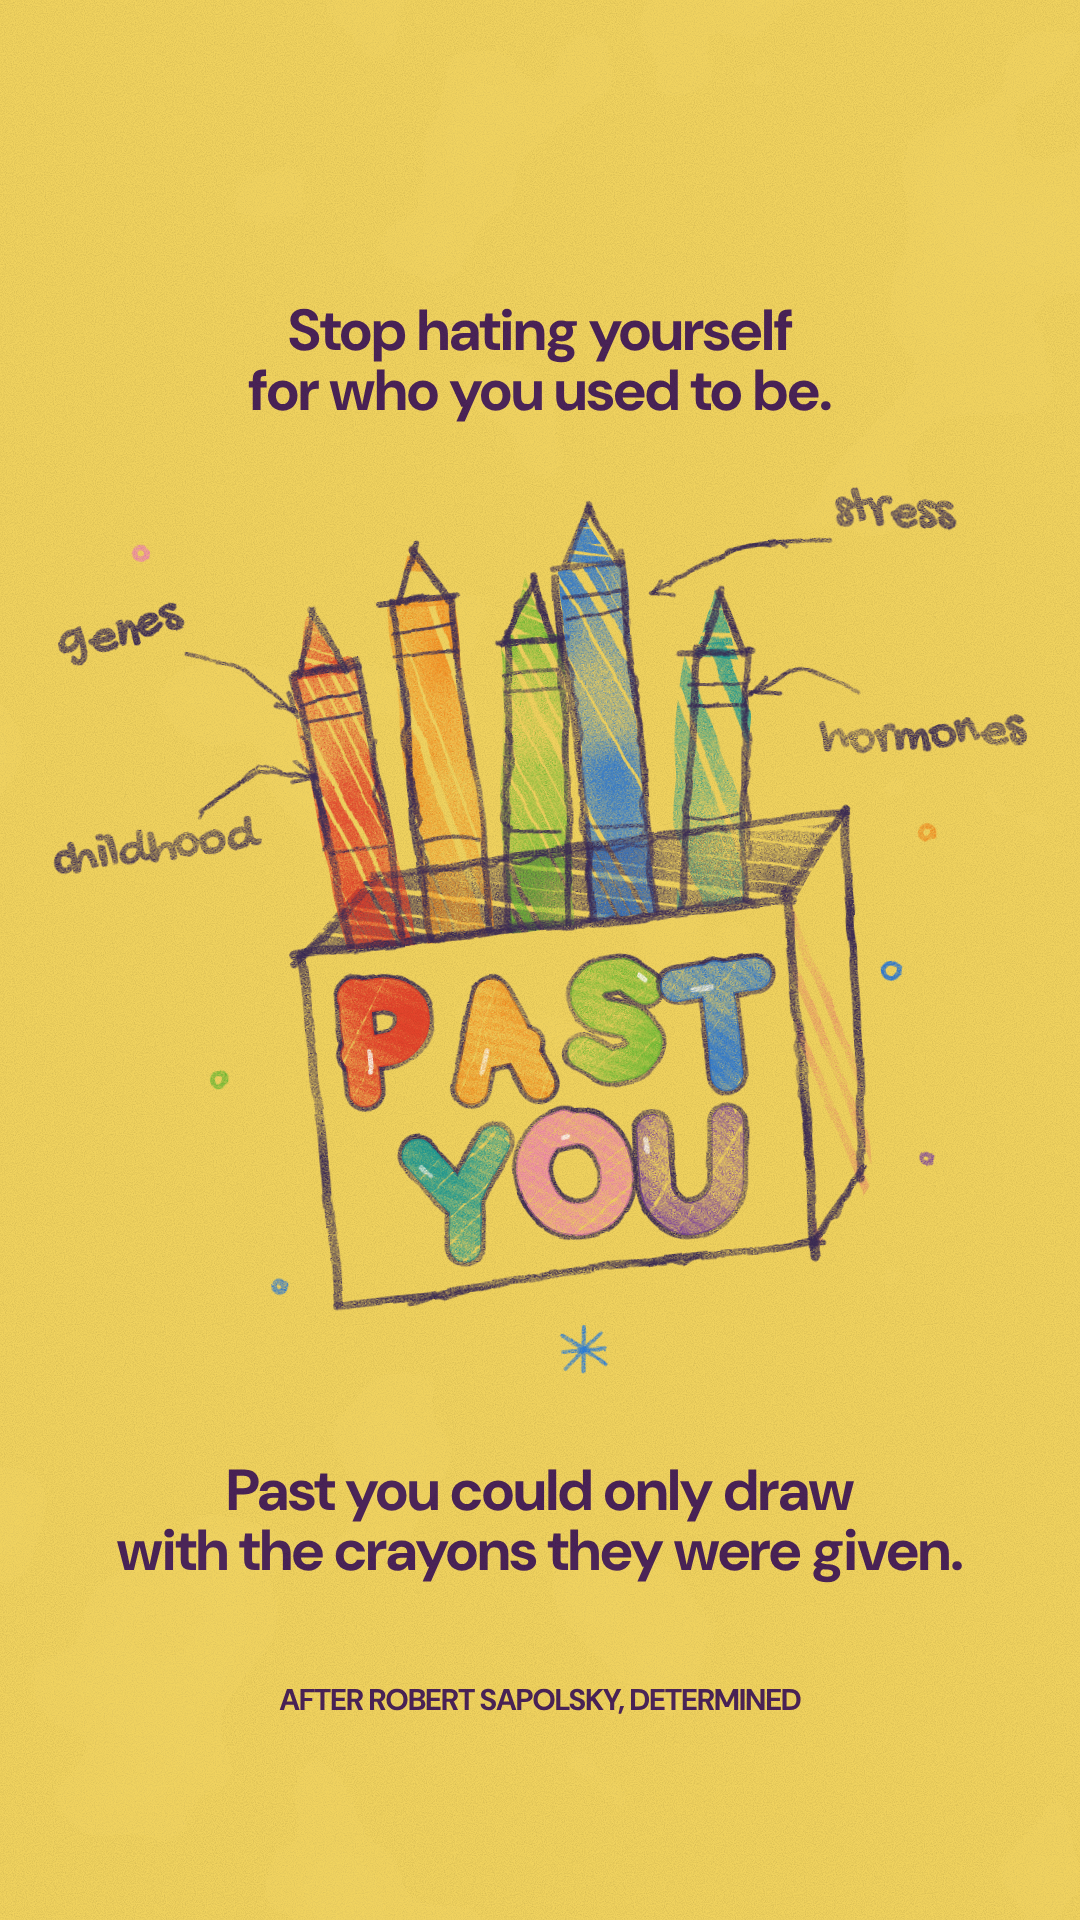 Stop hating yourself
for who you used to be.
stress
genes
hormones
childhood
PAST
YOU
Past you could only draw
with the crayons they were given.
AFTER ROBERT SAPOLSKY, DETERMINED